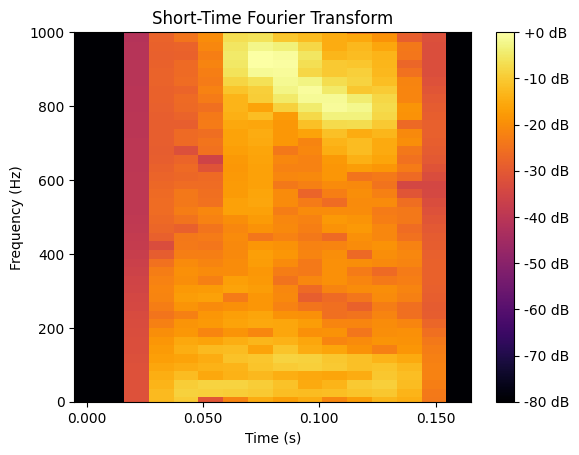 Short-Time Fourier Transform
1000
800
600
400
200
0
Frequency (Hz)
0.000
0.050
0.100
0.150
Time (s)
+0 dB
-10 dB
-20 dB
-30 dB
-40 dB
-50 dB
-60 dB
-70 dB
-80 dB